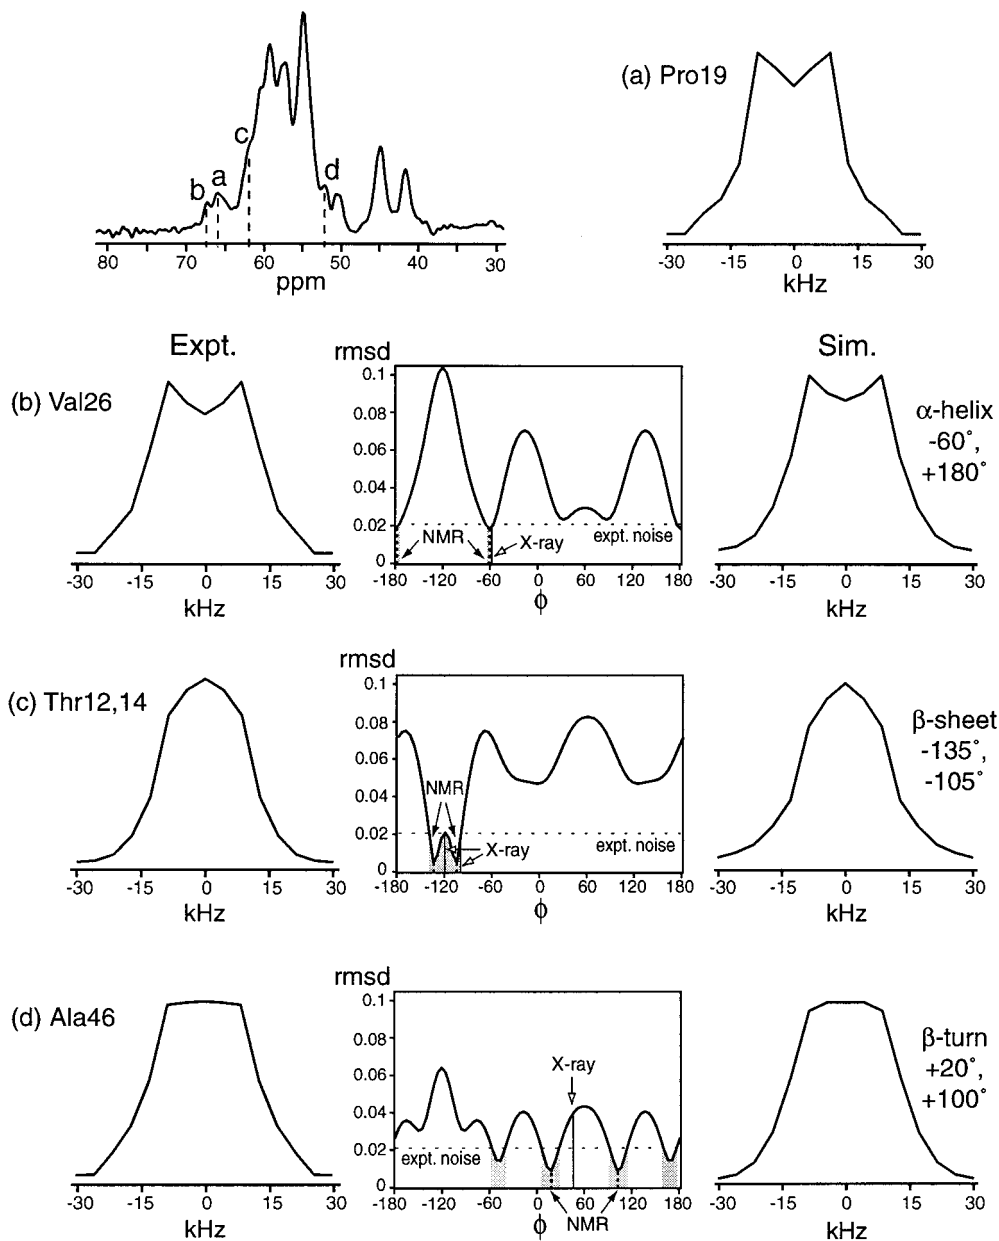 (a) Pro19
b
a
c
d
80 70 60 50 40 30
ppm
-30 -15 0 15 30
kHz
Expt.
Sim.
(b) Val26
rmsd
0.1
0.08
0.06
0.04
0.02
0
NMR
X-ray
expt. noise
-180 -120 -60 0 60 120 180
ϕ
-30 -15 0 15 30
kHz
-30 -15 0 15 30
kHz
α-helix
-60˚,
+180˚
(c) Thr12,14
rmsd
0.1
0.08
0.06
0.04
0.02
0
NMR
X-ray
expt. noise
-180 -120 -60 0 60 120 180
ϕ
-30 -15 0 15 30
kHz
-30 -15 0 15 30
kHz
β-sheet
-135˚,
-105˚
(d) Ala46
rmsd
0.1
0.08
0.06
0.04
0.02
0
X-ray
expt. noise
-180 -120 -60 0 60 120 180
ϕ
NMR
-30 -15 0 15 30
kHz
-30 -15 0 15 30
kHz
β-turn
+20˚,
+100˚